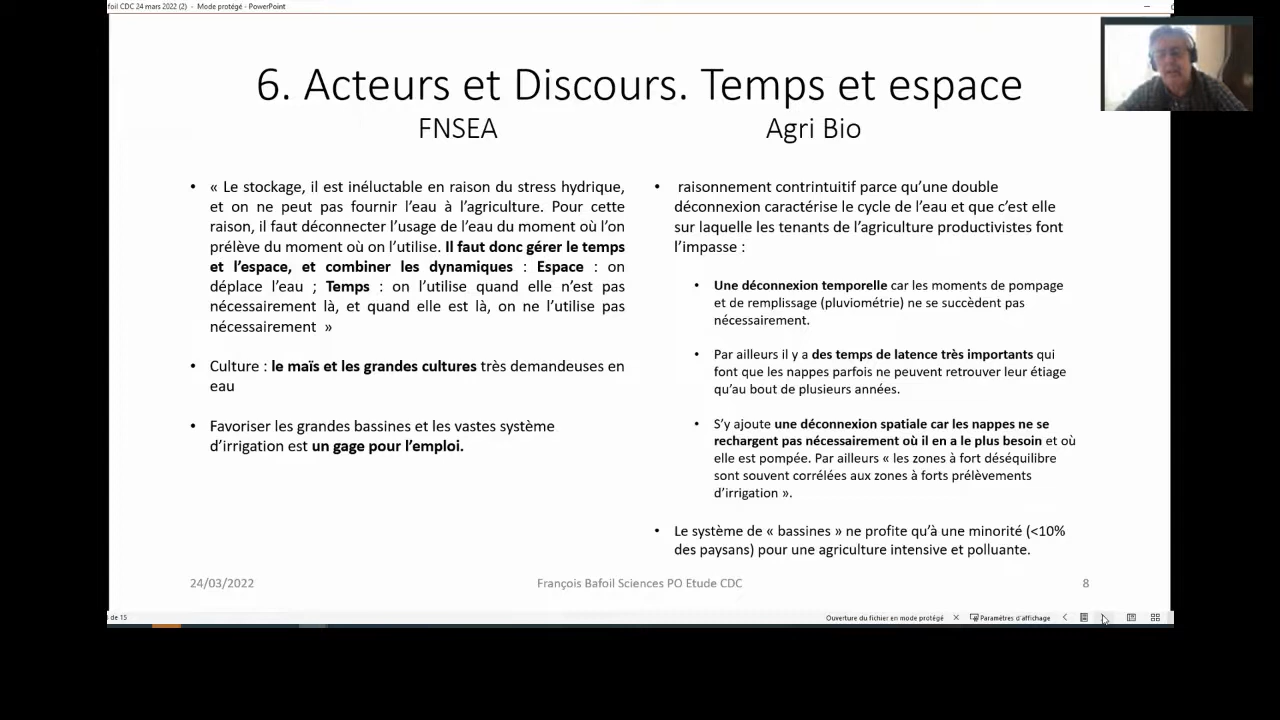 foil CDC 24 mars 2022 (2) - Mode protégé - PowerPoint
6. Acteurs et Discours. Temps et espace
FNSEA
• « Le stockage, il est inéluctable en raison du stress hydrique,
et on ne peut pas fournir l’eau à l’agriculture. Pour cette
raison, il faut déconnecter l’usage de l’eau du moment où l’on
prélève du moment où on l’utilise. Il faut donc gérer le temps
et l’espace, et combiner les dynamiques : Espace : on
déplace l’eau ; Temps : on l’utilise quand elle n’est pas
nécessairement là, et quand elle est là, on ne l’utilise pas
nécessairement »
• Culture : le maïs et les grandes cultures très demandeuses en
eau
• Favoriser les grandes bassines et les vastes système
d’irrigation est un gage pour l’emploi.
Agri Bio
• raisonnement contrintuitif parce qu’une double
déconnexion caractérise le cycle de l’eau et que c’est elle
sur laquelle les tenants de l’agriculture productivistes font
l’impasse :
• Une déconnexion temporelle car les moments de pompage
et de remplissage (pluviométrie) ne se succèdent pas
nécessairement.
• Par ailleurs il y a des temps de latence très importants qui
font que les nappes parfois ne peuvent retrouver leur étiage
qu’au bout de plusieurs années.
• S’y ajoute une déconnexion spatiale car les nappes ne se
rechargent pas nécessairement où il en a le plus besoin et où
elle est pompée. Par ailleurs « les zones à fort déséquilibre
sont souvent corrélées aux zones à forts prélèvements
d’irrigation ».
• Le système de « bassines » ne profite qu’à une minorité (<10%
des paysans) pour une agriculture intensive et polluante.
24/03/2022
François Bafoil Sciences PO Etude CDC
8
de 15
Ouverture du fichier en mode protégé
Paramètres d’affichage